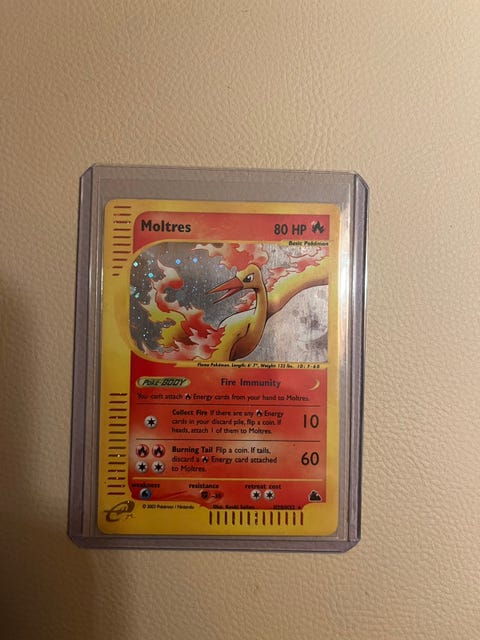 Moltres 80 HP
Basic Pokémon
Flame Pokémon. Length: 6' 7", Weight: 132 lbs.
POKé-BODY Fire Immunity
You can't attach Energy cards from your hand to Moltres.
Collect Fire If there are any Energy
cards in your discard pile, flip a coin. If
heads, attach 1 of them to Moltres.
10
Burning Tail Flip a coin. If tails,
discard a Energy card attached
to Moltres.
60
weakness resistance retreat cost
-30
© 2003 Pokémon / Nintendo
Illus.